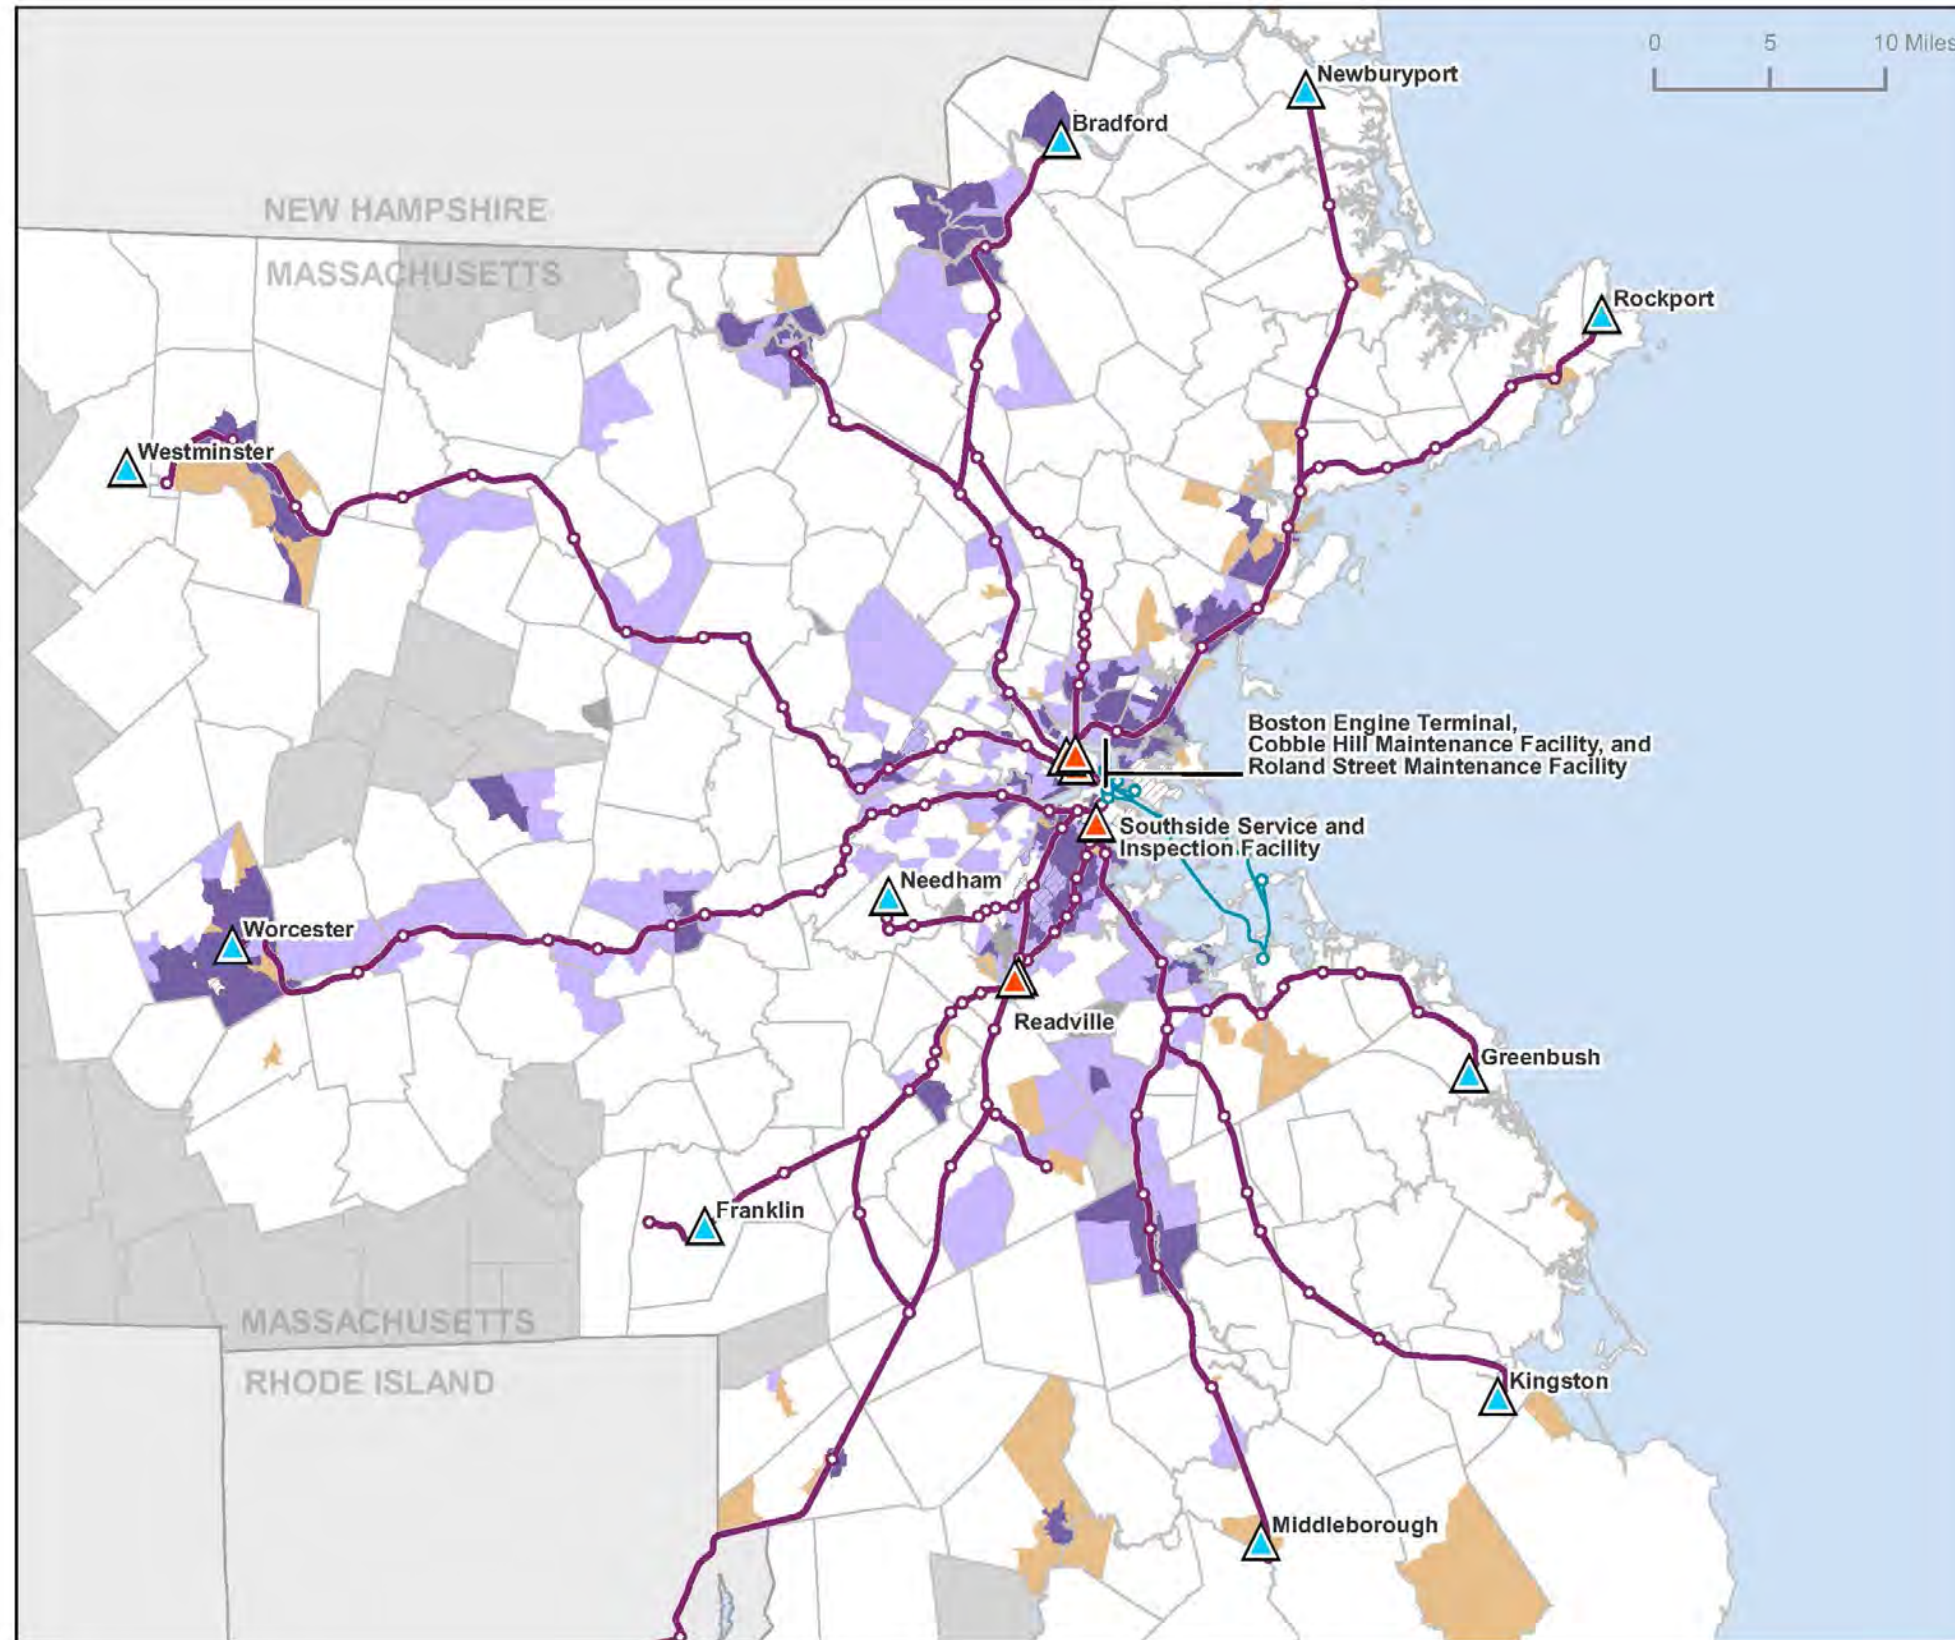 0 5 10 Miles
Newburyport
Bradford
NEW HAMPSHIRE
MASSACHUSETTS
Rockport
Westminster
Boston Engine Terminal,
Cobble Hill Maintenance Facility, and
Roland Street Maintenance Facility
Southside Service and
Inspection Facility
Needham
Worcester
Readville
Greenbush
Franklin
MASSACHUSETTS
RHODE ISLAND
Kingston
Middleborough